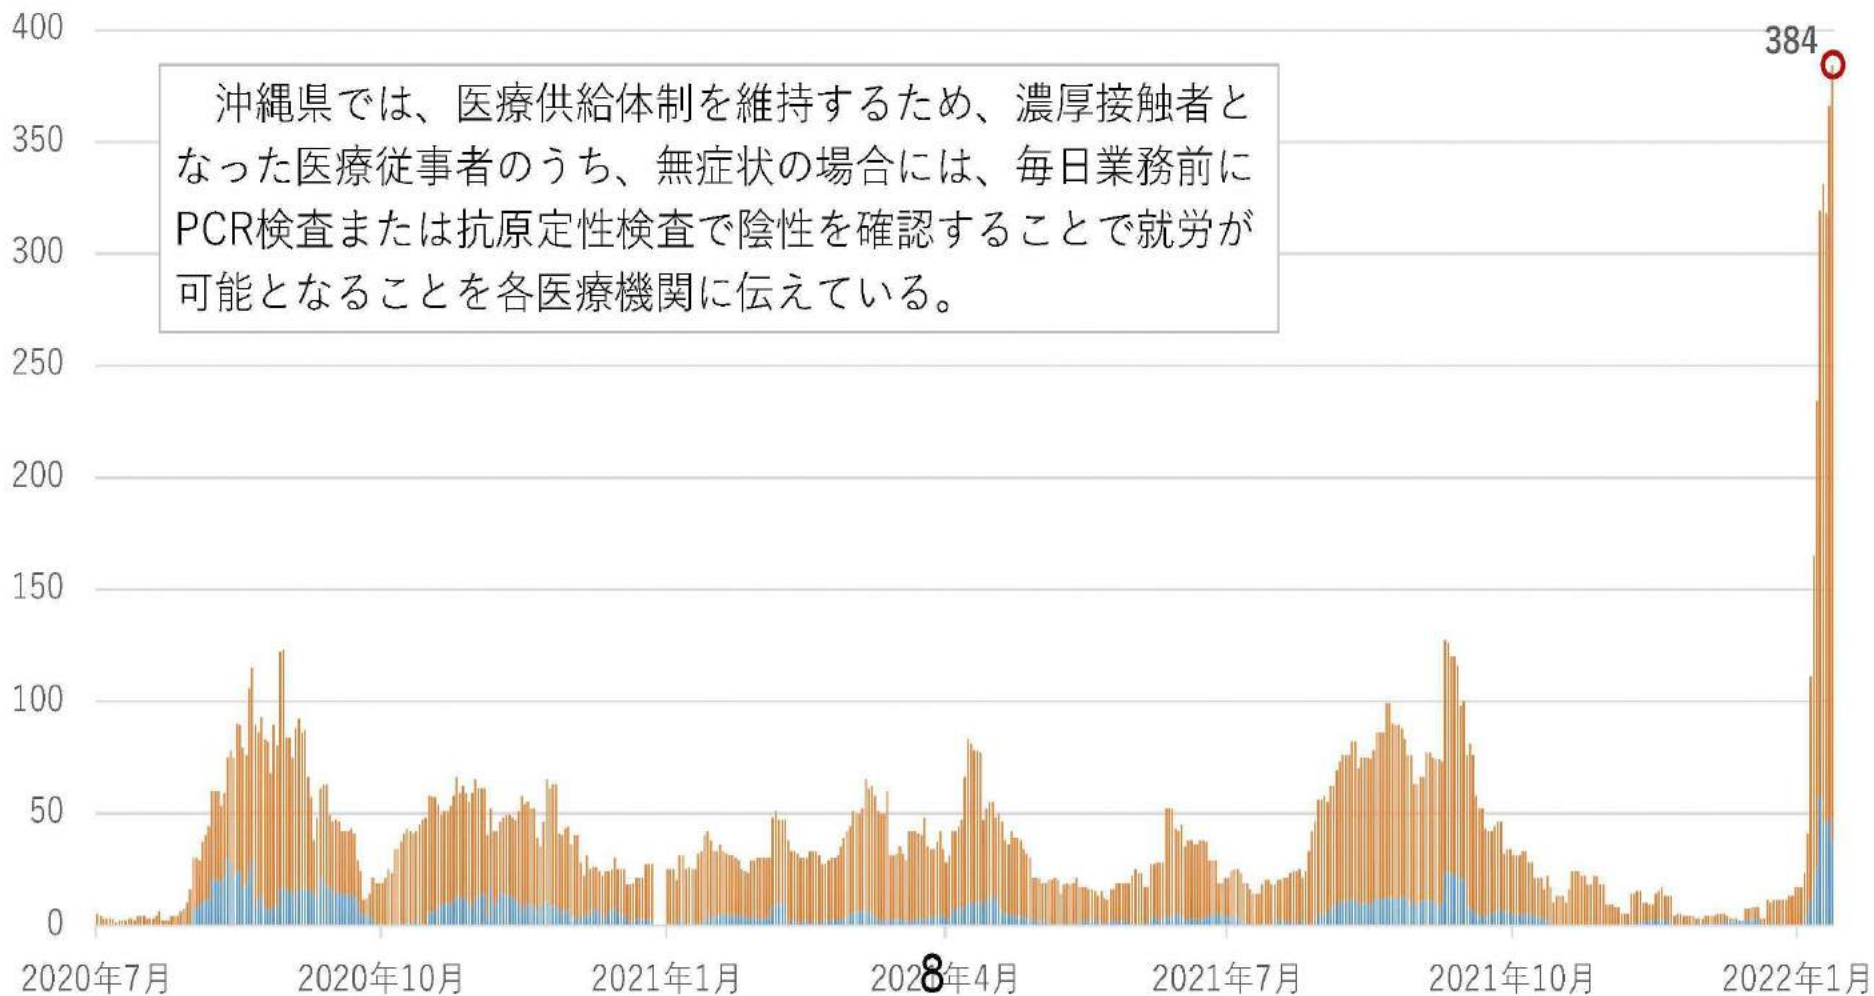 400
384
沖縄県では、医療供給体制を維持するため、濃厚接触者と
なった医療従事者のうち、無症状の場合には、毎日業務前に
PCR検査または抗原定性検査で陰性を確認することで就労が
可能となることを各医療機関に伝えている。
350
300
250
200
150
100
50
0
2020年7月
2020年10月
2021年1月
2021年4月
2021年7月
2021年10月
2022年1月
8